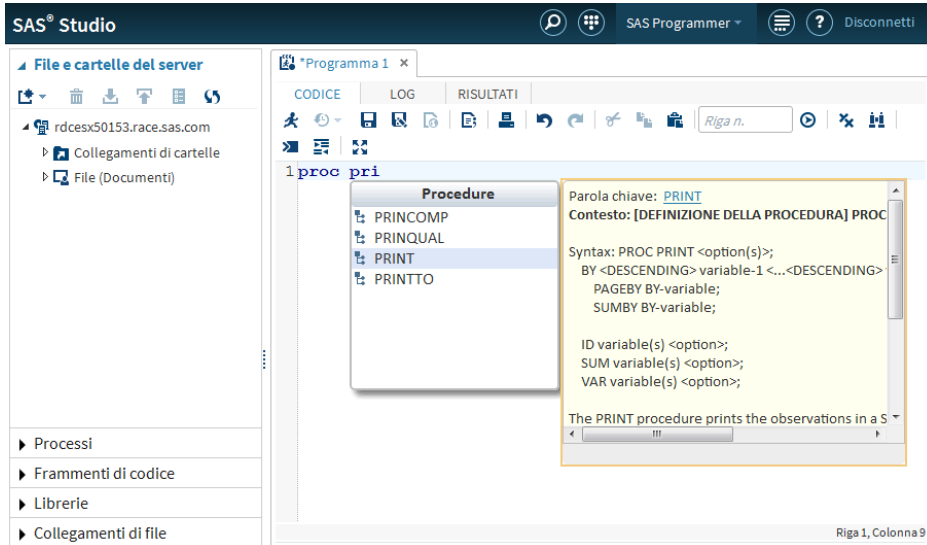 SAS® Studio
SAS Programmer
Disconnetti
File e cartelle del server
rdcesx50153.race.sas.com
Collegamenti di cartelle
File (Documenti)
Processi
Frammenti di codice
Librerie
Collegamenti di file
*Programma 1
CODICE LOG RISULTATI
Riga n.
1 proc pri
Procedure
PRINCOMP
PRINQUAL
PRINT
PRINTTO
Parola chiave: PRINT
Contesto: [DEFINIZIONE DELLA PROCEDURA] PROC
Syntax: PROC PRINT <option(s)>;
BY <DESCENDING> variable-1 <...<DESCENDING>
PAGEBY BY-variable;
SUMBY BY-variable;
ID variable(s) <option>;
SUM variable(s) <option>;
VAR variable(s) <option>;
The PRINT procedure prints the observations in a S
Riga 1, Colonna 9